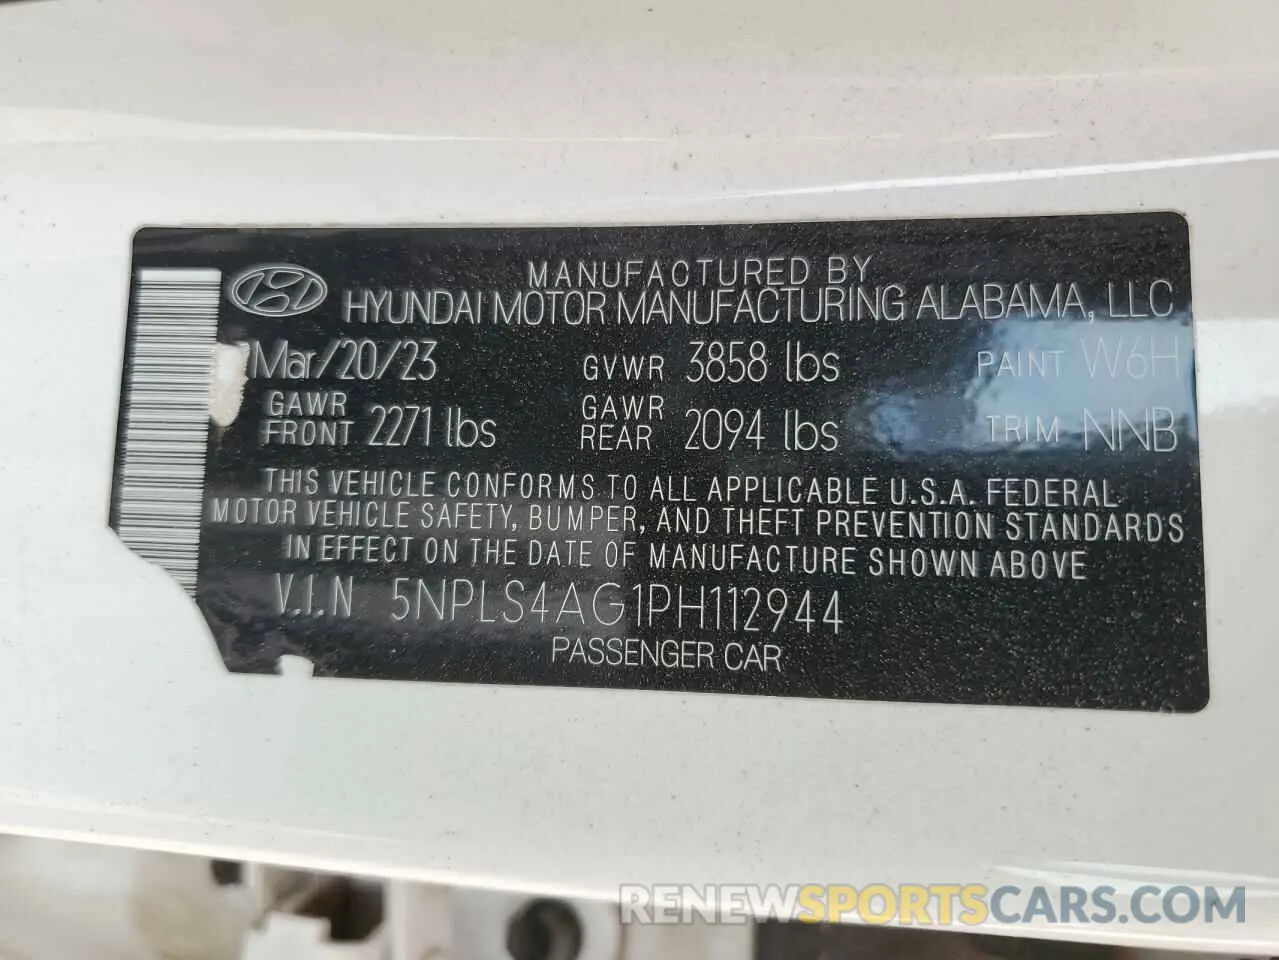 MANUFACTURED BY
HYUNDAI MOTOR MANUFACTURING ALABAMA, LLC
Mar/20/23 GVWR 3858 lbs PAINT W6H
GAWR FRONT 2271 lbs GAWR REAR 2094 lbs TRIM NNB
THIS VEHICLE CONFORMS TO ALL APPLICABLE U.S.A. FEDERAL
MOTOR VEHICLE SAFETY, BUMPER, AND THEFT PREVENTION STANDARDS
IN EFFECT ON THE DATE OF MANUFACTURE SHOWN ABOVE
V.I.N 5NPLS4AG1PH112944
PASSENGER CAR
RENEWSPORTSCARS.COM